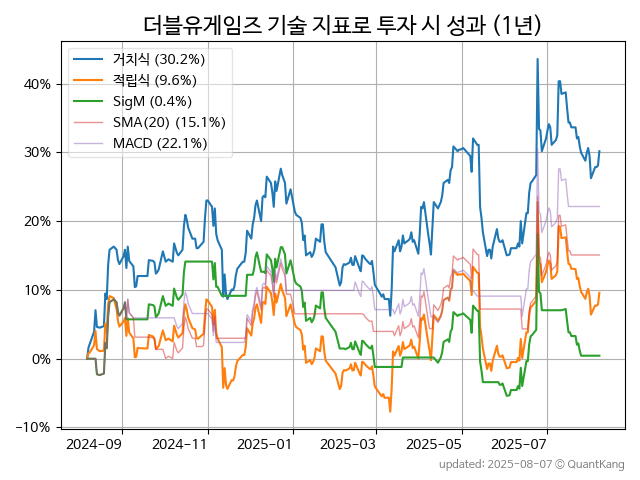 더블유게임즈 기술 지표로 투자 시 성과 (1년)
거치식 (30.2%)
적립식 (9.6%)
SigM (0.4%)
SMA(20) (15.1%)
MACD (22.1%)
40%
30%
20%
10%
0%
−10%
2024-09 2024-11 2025-01 2025-03 2025-05 2025-07
updated: 2025-08-07 © QuantKang